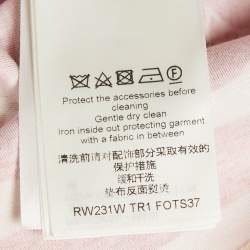 Protect the accessories before
cleaning
Gentle dry clean
Iron inside out protecting garment
with a fabric in between
清洗前请对配饰部分采取有效的
保护措施
缓和干洗
垫布反面熨烫
RW231W TR1 FOTS37